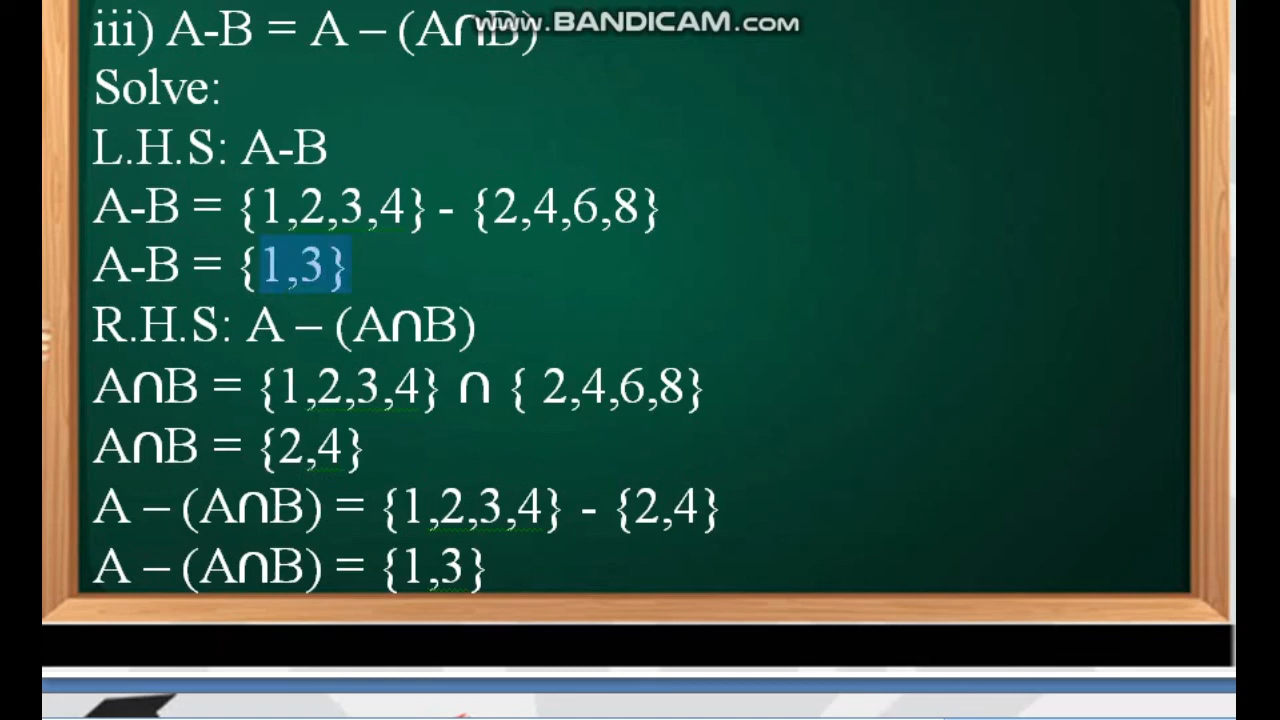 www.BANDICAM.com
iii) A-B = A – (A∩B)
Solve:
L.H.S: A-B
A-B = {1,2,3,4} - {2,4,6,8}
A-B = {1,3}
R.H.S: A – (A∩B)
A∩B = {1,2,3,4} ∩ { 2,4,6,8}
A∩B = {2,4}
A – (A∩B) = {1,2,3,4} - {2,4}
A – (A∩B) = {1,3}